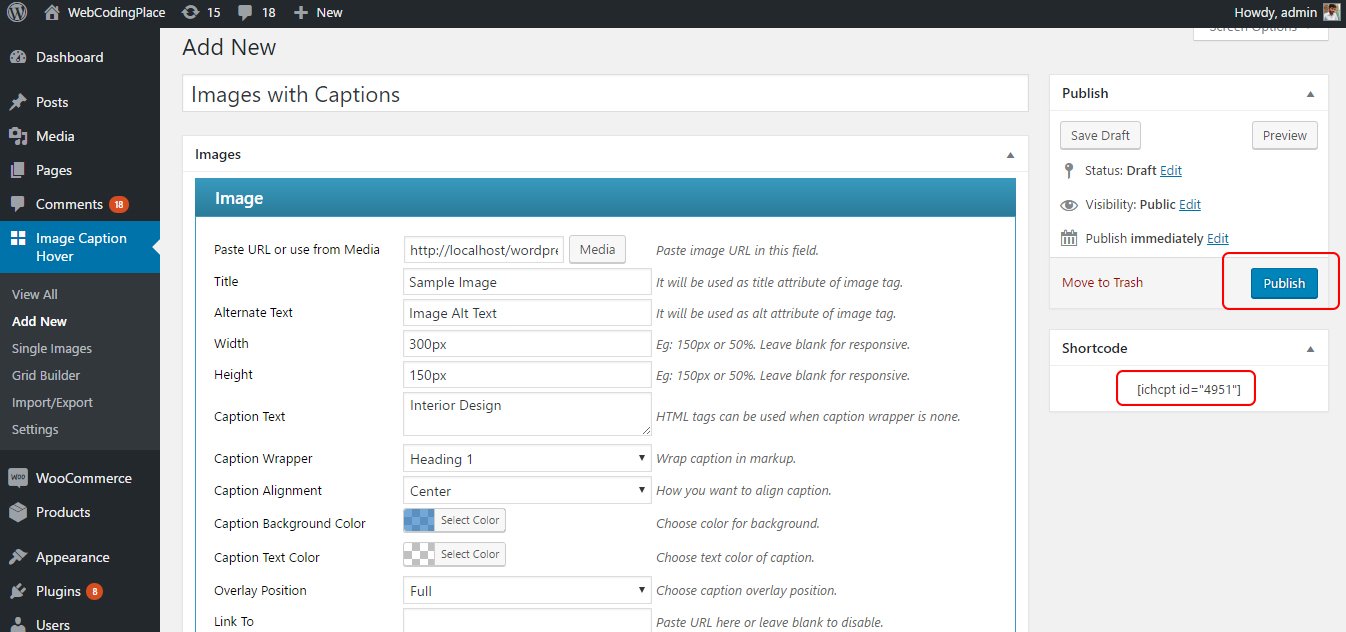 WebCodingPlace 15 18 New Howdy, admin
Screen Options
Dashboard
Posts
Media
Pages
Comments 18
Image Caption
Hover
View All
Add New
Single Images
Grid Builder
Import/Export
Settings
WOO WooCommerce
Products
Appearance
Plugins 8
Users
Add New
Images with Captions
Images
Image
Paste URL or use from Media http://localhost/wordpre Media Paste image URL in this field.
Title Sample Image It will be used as title attribute of image tag.
Alternate Text Image Alt Text It will be used as alt attribute of image tag.
Width 300px Eg: 150px or 50%. Leave blank for responsive.
Height 150px Eg: 150px or 50%. Leave blank for responsive.
Caption Text Interior Design HTML tags can be used when caption wrapper is none.
Caption Wrapper Heading 1 Wrap caption in markup.
Caption Alignment Center How you want to align caption.
Caption Background Color Select Color Choose color for background.
Caption Text Color Select Color Choose text color of caption.
Overlay Position Full Choose caption overlay position.
Link To Paste URL here or leave blank to disable.
Publish
Save Draft Preview
Status: Draft Edit
Visibility: Public Edit
Publish immediately Edit
Move to Trash Publish
Shortcode
[ichcpt id="4951"]